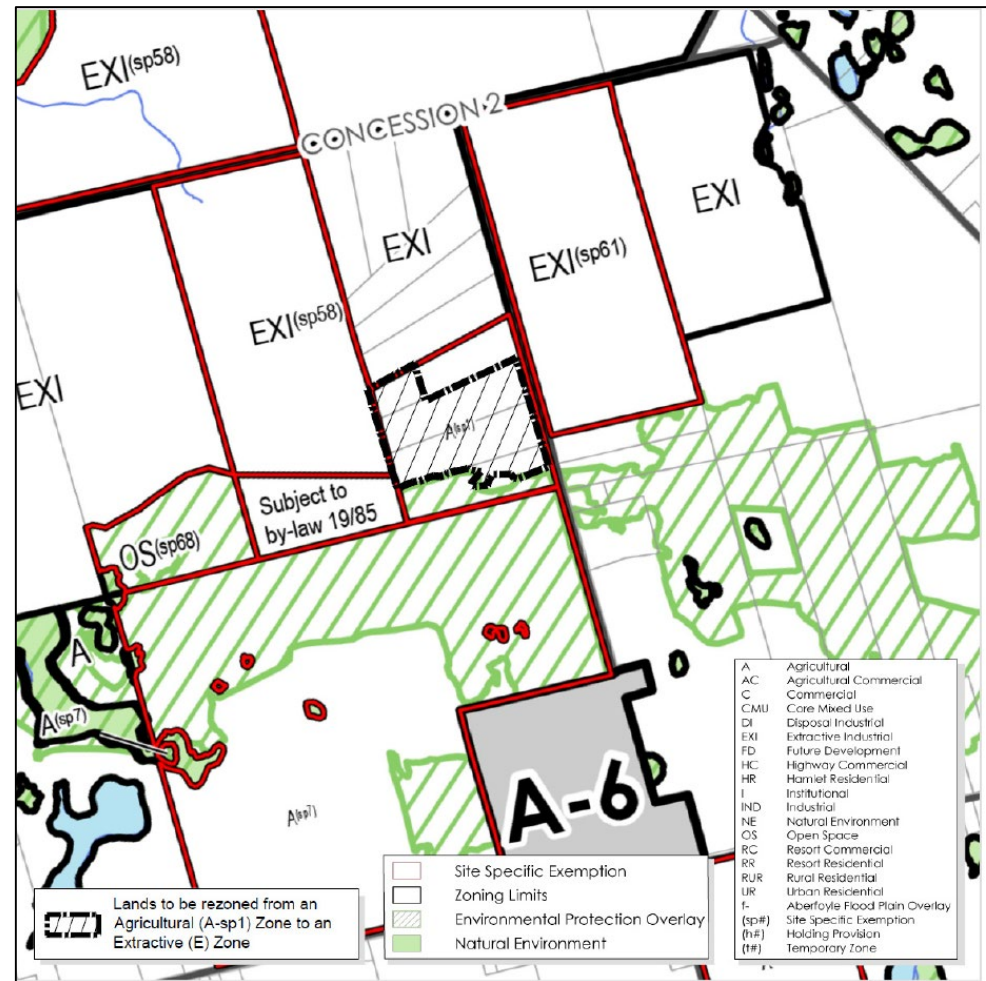 EXI(sp58)
CONCESSION 2
EXI
EXI
EXI(sp61)
EXI(sp58)
EXI
A(sp1)
Subject to
by-law 19/85
OS(sp68)
A
A(sp7)
A(sp7)
A-6
Lands to be rezoned from an
Agricultural (A-sp1) Zone to an
Extractive (E) Zone
Site Specific Exemption
Zoning Limits
Environmental Protection Overlay
Natural Environment
A Agricultural
AC Agricultural Commercial
C Commercial
CMU Core Mixed Use
DI Disposal Industrial
EXI Extractive Industrial
FD Future Development
HC Highway Commercial
HR Hamlet Residential
I Institutional
IND Industrial
NE Natural Environment
OS Open Space
RC Resort Commercial
RR Resort Residential
RUR Rural Residential
UR Urban Residential
f- Aberfoyle Flood Plain Overlay
(sp#) Site Specific Exemption
(h#) Holding Provision
(t#) Temporary Zone